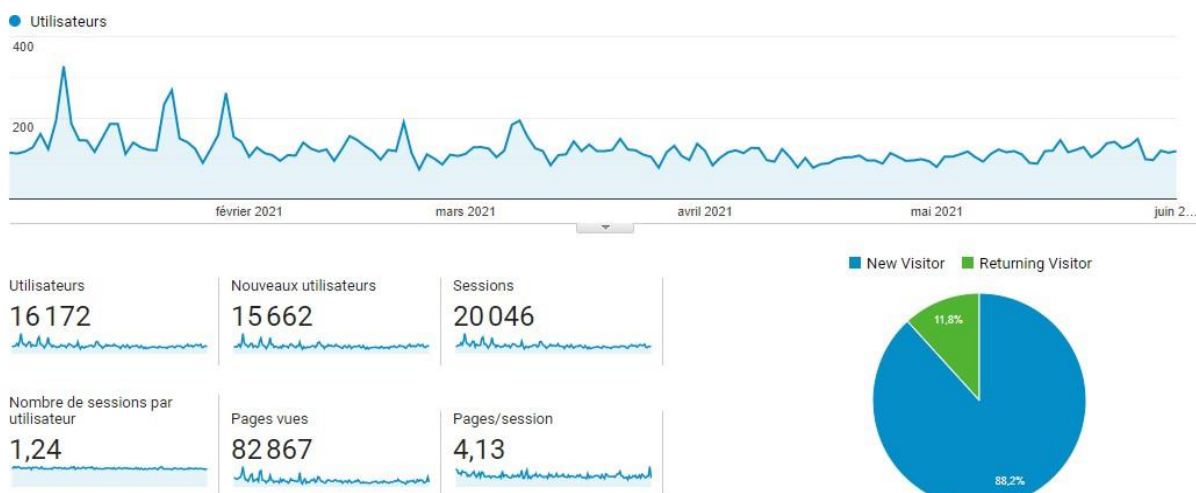 Utilisateurs
400
200
février 2021
mars 2021
avril 2021
mai 2021
juin 2...
New Visitor
Returning Visitor
Utilisateurs
16 172
Nouveaux utilisateurs
15 662
Sessions
20 046
Nombre de sessions par
utilisateur
1,24
Pages vues
82 867
Pages/session
4,13
11,8%
88,2%